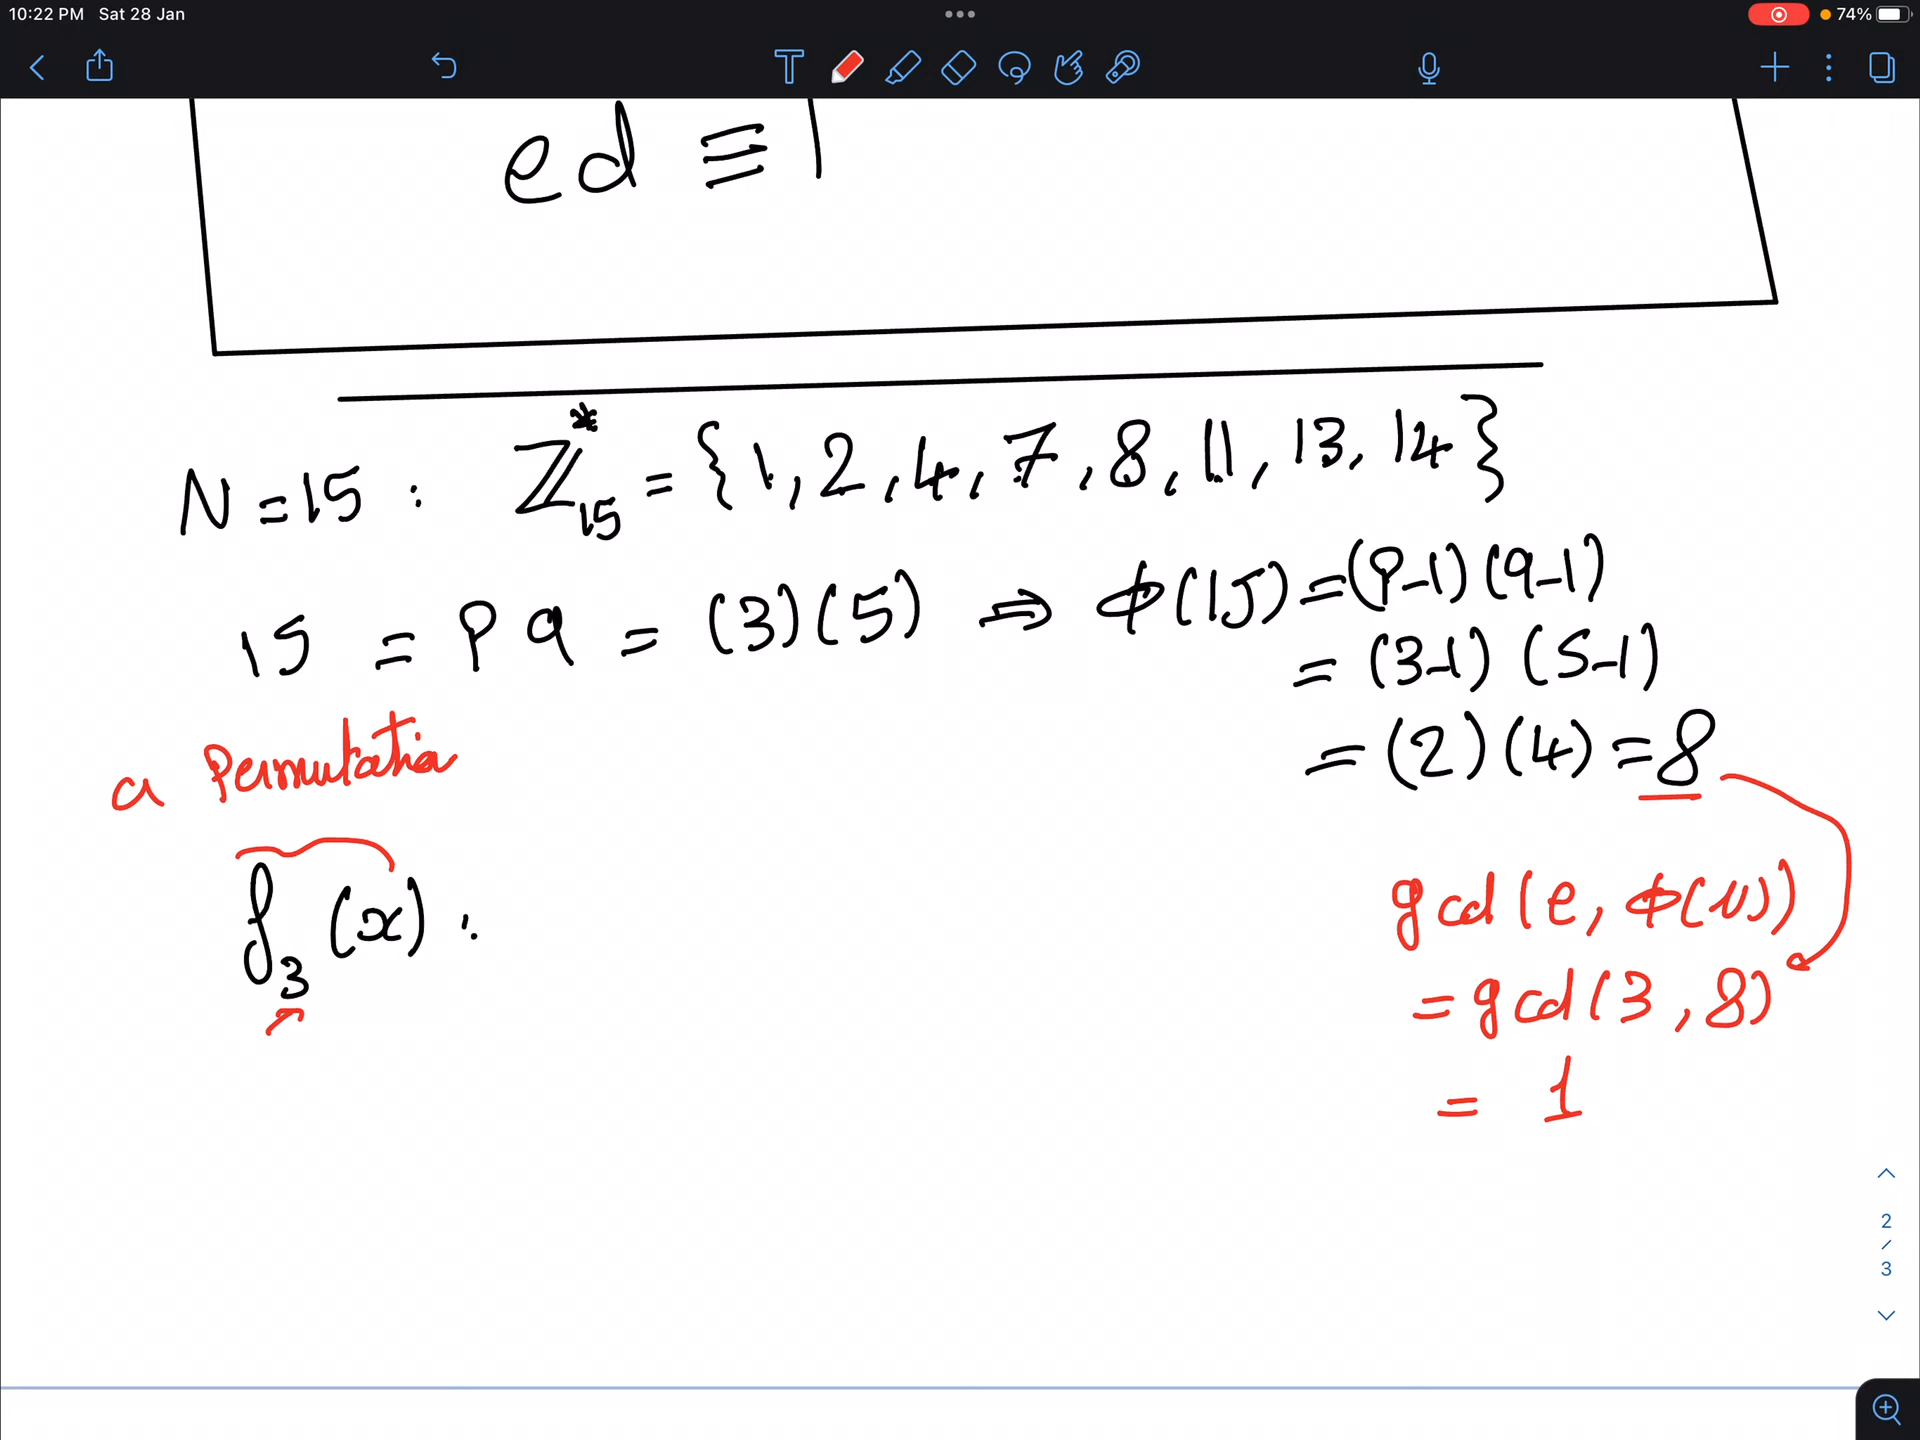 10:22 PM Sat 28 Jan
74%
ed ≡ 1
N = 15 : ℤ*₁₅ = {1, 2, 4, 7, 8, 11, 13, 14}
15 = P q = (3)(5) ⇒ Φ(15) = (P-1)(q-1)
= (3-1)(5-1)
= (2)(4) = 8
a Permutatio
f₃(x) :
gcd(e, Φ(N))
= gcd(3, 8)
= 1
2
/
3